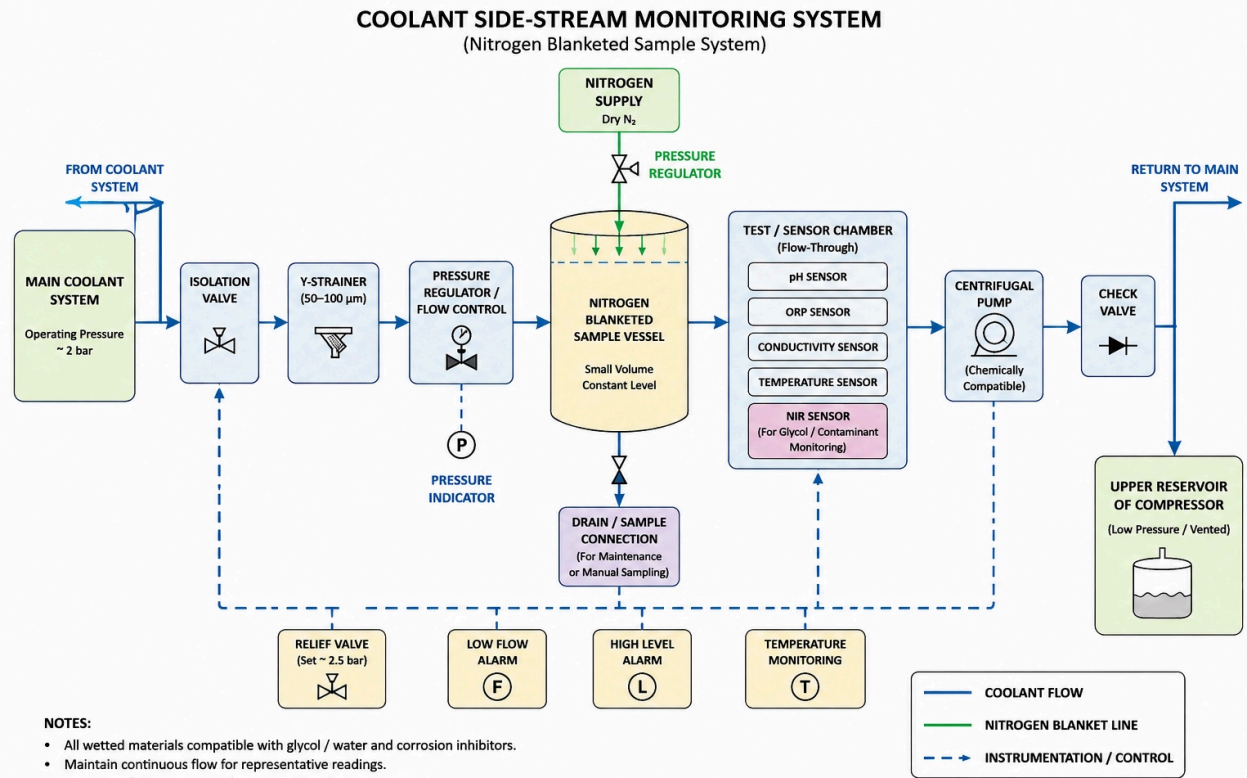 COOLANT SIDE-STREAM MONITORING SYSTEM
(Nitrogen Blanketed Sample System)
NITROGEN
SUPPLY
Dry N₂
PRESSURE
REGULATOR
FROM COOLANT
SYSTEM
RETURN TO MAIN
SYSTEM
MAIN COOLANT
SYSTEM
Operating Pressure
~ 2 bar
ISOLATION
VALVE
Y-STRAINER
(50–100 µm)
PRESSURE
REGULATOR /
FLOW CONTROL
P
PRESSURE
INDICATOR
NITROGEN
BLANKETED
SAMPLE VESSEL
Small Volume
Constant Level
TEST / SENSOR CHAMBER
(Flow-Through)
pH SENSOR
ORP SENSOR
CONDUCTIVITY SENSOR
TEMPERATURE SENSOR
NIR SENSOR
(For Glycol / Contaminant
Monitoring)
CENTRIFUGAL
PUMP
(Chemically
Compatible)
CHECK
VALVE
UPPER RESERVOIR
OF COMPRESSOR
(Low Pressure / Vented)
DRAIN / SAMPLE
CONNECTION
(For Maintenance
or Manual Sampling)
RELIEF VALVE
(Set ~ 2.5 bar)
LOW FLOW
ALARM
F
HIGH LEVEL
ALARM
L
TEMPERATURE
MONITORING
T
COOLANT FLOW
NITROGEN BLANKET LINE
INSTRUMENTATION / CONTROL
NOTES:
• All wetted materials compatible with glycol / water and corrosion inhibitors.
• Maintain continuous flow for representative readings.